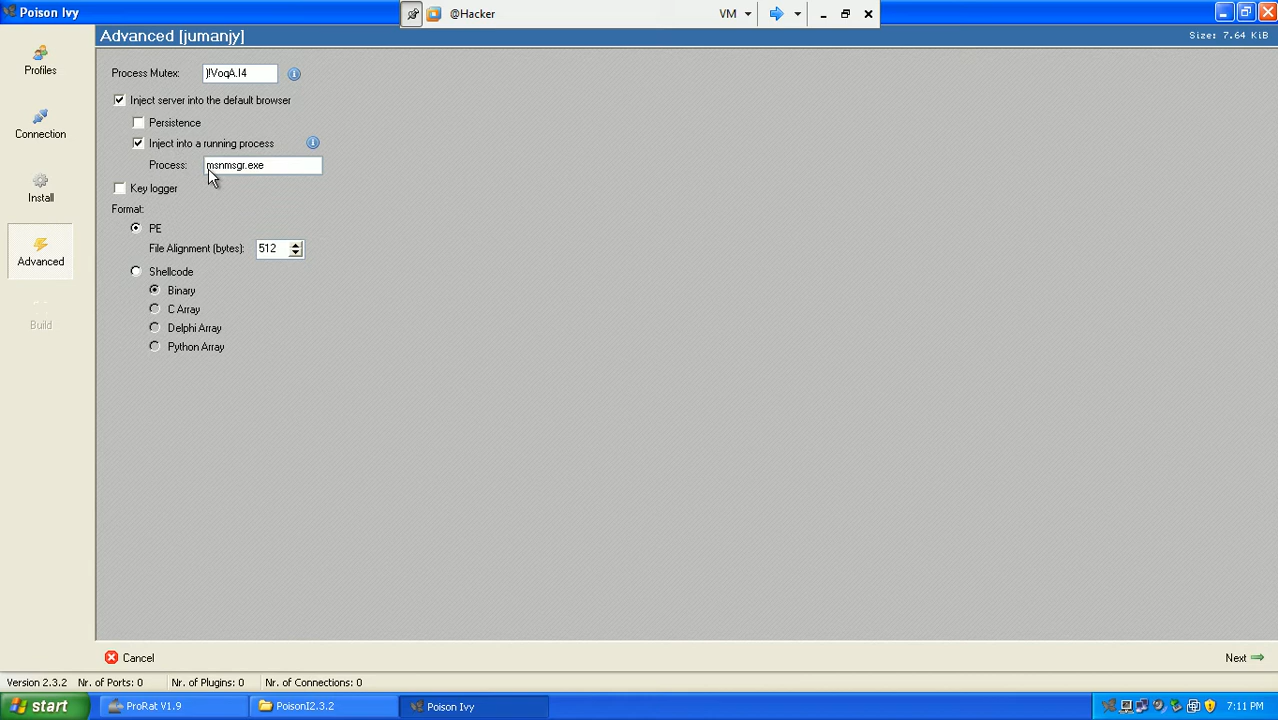 Poison Ivy
@Hacker
VM
Advanced [jumanjy]
Size: 7.64 KiB
Profiles
Connection
Install
Advanced
Build
Process Mutex: )!VoqA.I4
Inject server into the default browser
Persistence
Inject into a running process
Process: msnmsgr.exe
Key logger
Format:
PE
File Alignment (bytes): 512
Shellcode
Binary
C Array
Delphi Array
Python Array
Cancel
Next
Version 2.3.2 Nr. of Ports: 0 Nr. of Plugins: 0 Nr. of Connections: 0
start ProRat V1.9 PoisonI2.3.2 Poison Ivy 7:11 PM